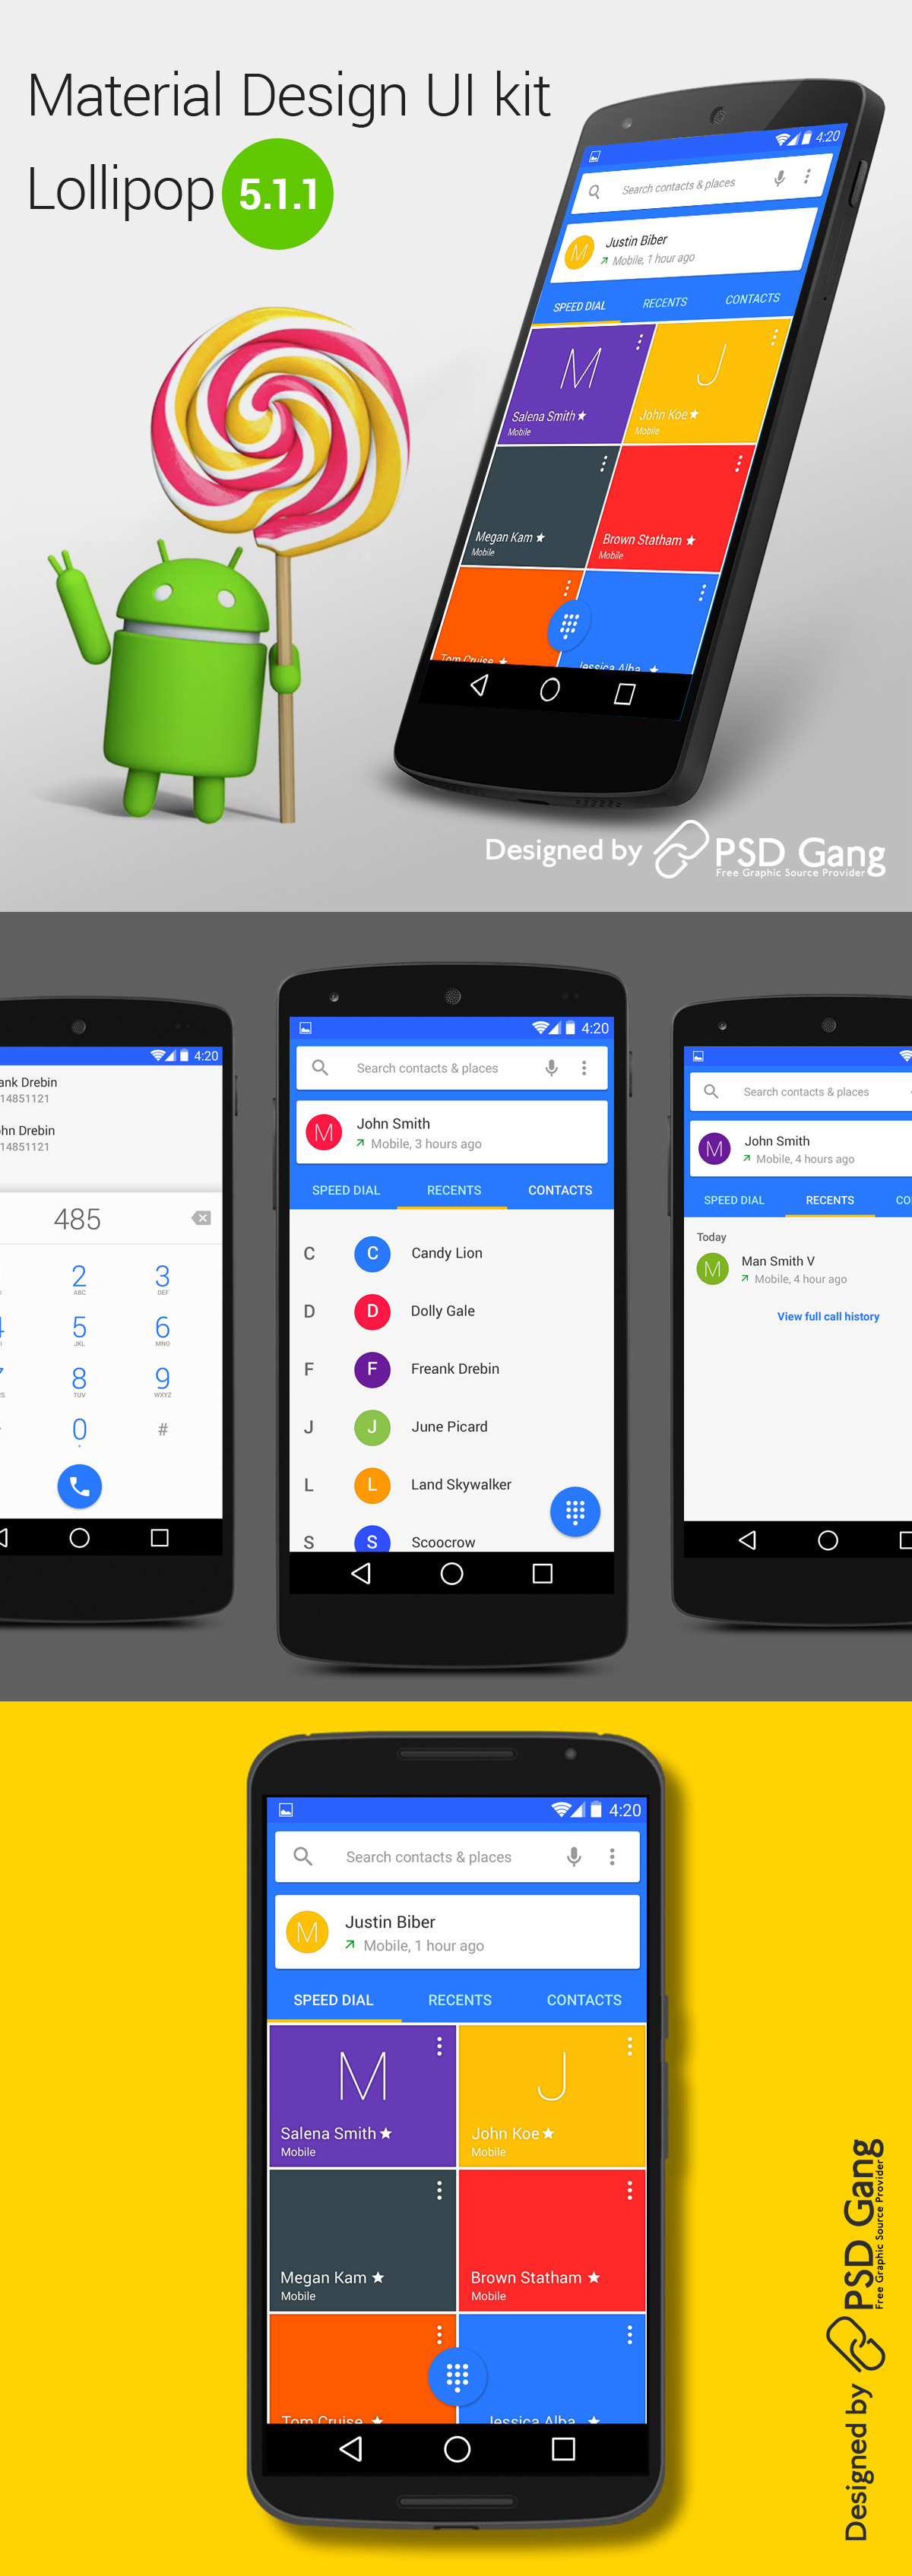 Material Design UI kit
Lollipop 5.1.1
4:20
Search contacts & places
Justin Biber
Mobile, 1 hour ago
SPEED DIAL RECENTS CONTACTS
M J
Salena Smith John Koe
Mobile Mobile
Megan Kam Brown Statham
Mobile Mobile
Tom Cruise Jessica Alba
Designed by PSD Gang
Free Graphic Source Provider
4:20
ank Drebin
14851121
hn Drebin
14851121
485
2 3
ABC DEF
4 5 6
JKL MNO
8 9
TUV WXYZ
0 #
+
4:20
Search contacts & places
M John Smith
Mobile, 3 hours ago
SPEED DIAL RECENTS CONTACTS
C C Candy Lion
D D Dolly Gale
F F Freank Drebin
J J June Picard
L L Land Skywalker
S S Scoocrow
Search contacts & places
M John Smith
Mobile, 4 hours ago
SPEED DIAL RECENTS CO
Today
M Man Smith V
Mobile, 4 hour ago
View full call history
4:20
Search contacts & places
M Justin Biber
Mobile, 1 hour ago
SPEED DIAL RECENTS CONTACTS
M J
Salena Smith John Koe
Mobile Mobile
Megan Kam Brown Statham
Mobile Mobile
Tom Cruise Jessica Alba
Designed by PSD Gang
Free Graphic Source Provider